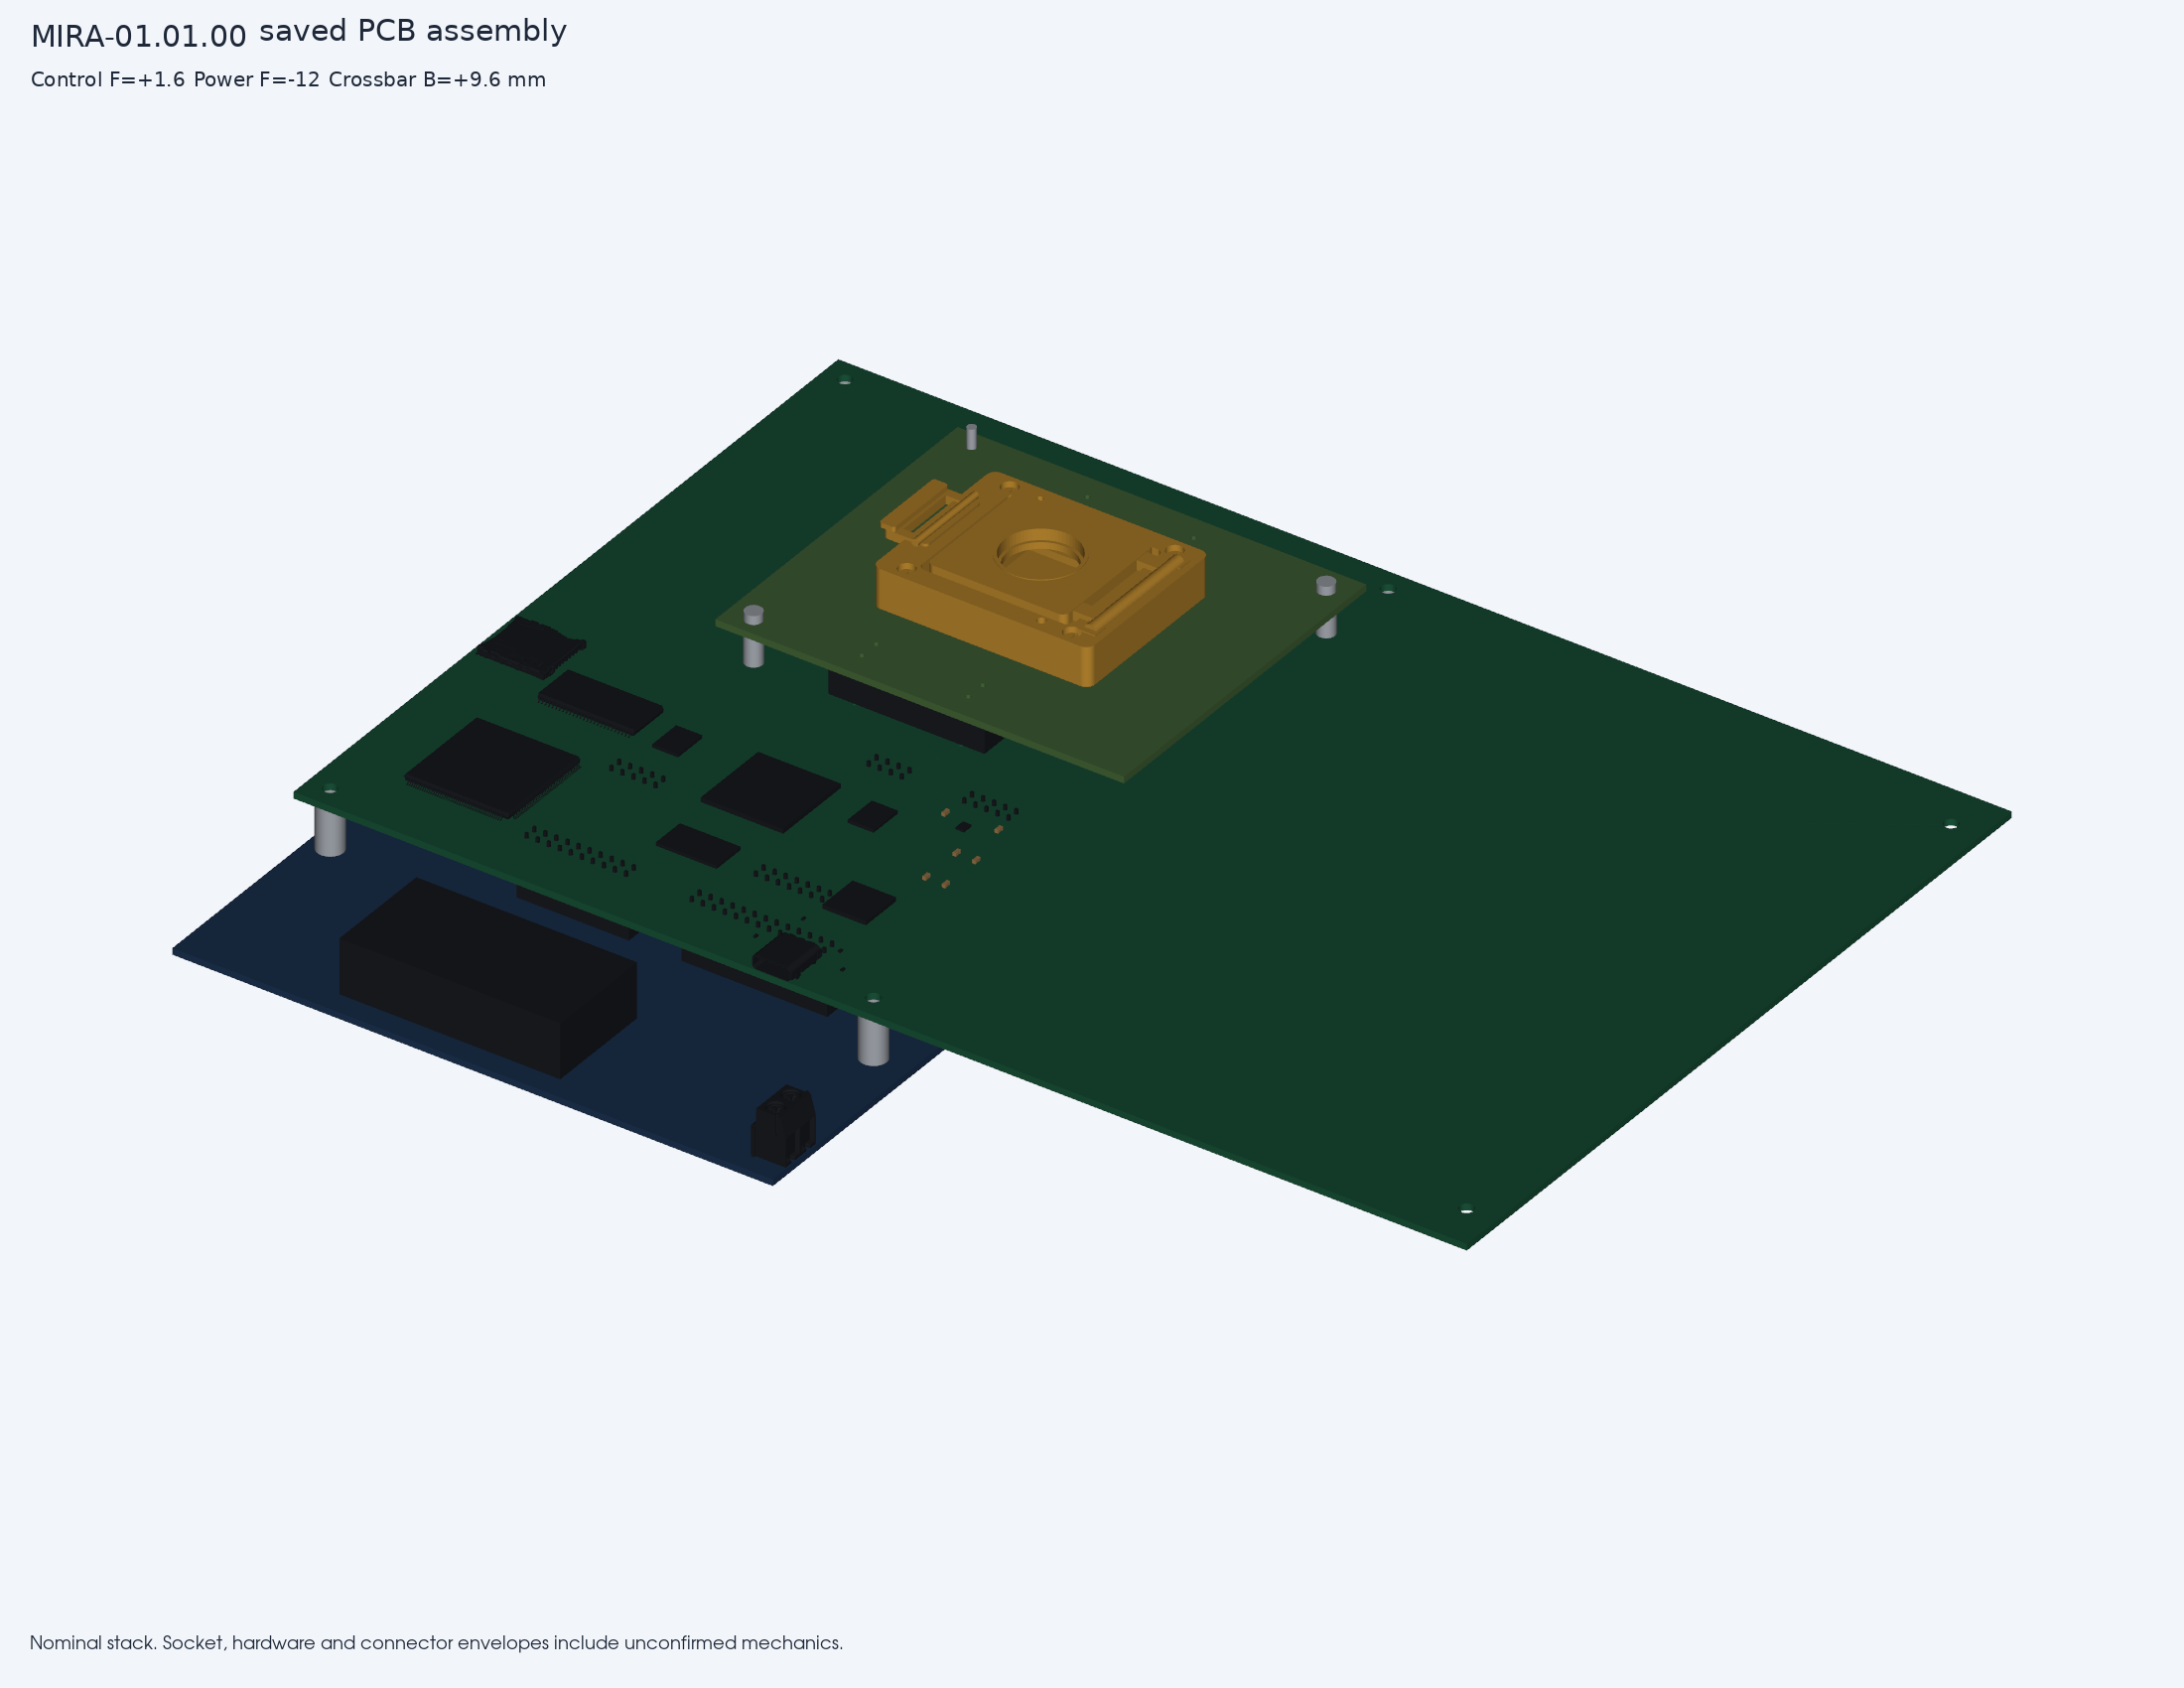 MIRA-01.01.00 saved PCB assembly
Control F=+1.6 Power F=-12 Crossbar B=+9.6 mm
Nominal stack. Socket, hardware and connector envelopes include unconfirmed mechanics.